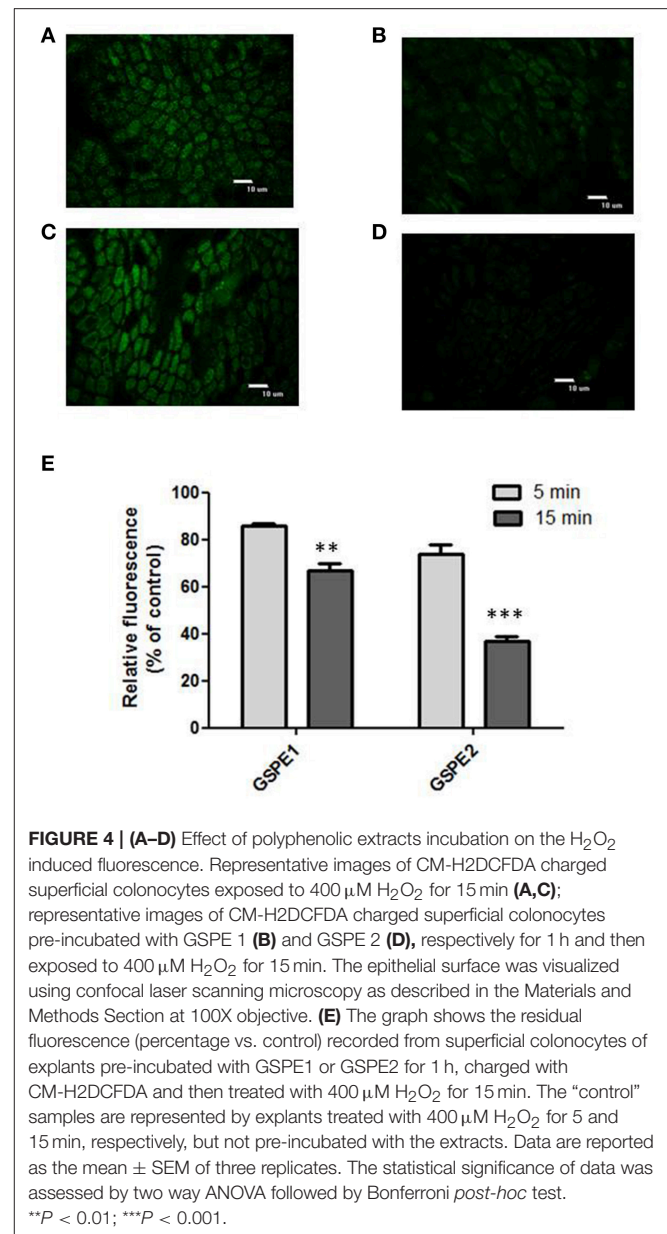 A
B
10 um
10 um
C
D
10 um
10 um
E
Relative fluorescence
(% of control)
100
80
60
40
20
0
5 min
15 min
**
***
GSPE1
GSPE2
FIGURE 4 | (A–D) Effect of polyphenolic extracts incubation on the H₂O₂
induced fluorescence. Representative images of CM-H2DCFDA charged
superficial colonocytes exposed to 400 μM H₂O₂ for 15 min (A,C);
representative images of CM-H2DCFDA charged superficial colonocytes
pre-incubated with GSPE 1 (B) and GSPE 2 (D), respectively for 1 h and then
exposed to 400 μM H₂O₂ for 15 min. The epithelial surface was visualized
using confocal laser scanning microscopy as described in the Materials and
Methods Section at 100X objective. (E) The graph shows the residual
fluorescence (percentage vs. control) recorded from superficial colonocytes of
explants pre-incubated with GSPE1 or GSPE2 for 1 h, charged with
CM-H2DCFDA and then treated with 400 μM H₂O₂ for 15 min. The “control”
samples are represented by explants treated with 400 μM H₂O₂ for 5 and
15 min, respectively, but not pre-incubated with the extracts. Data are reported
as the mean ± SEM of three replicates. The statistical significance of data was
assessed by two way ANOVA followed by Bonferroni post-hoc test.
**P < 0.01; ***P < 0.001.